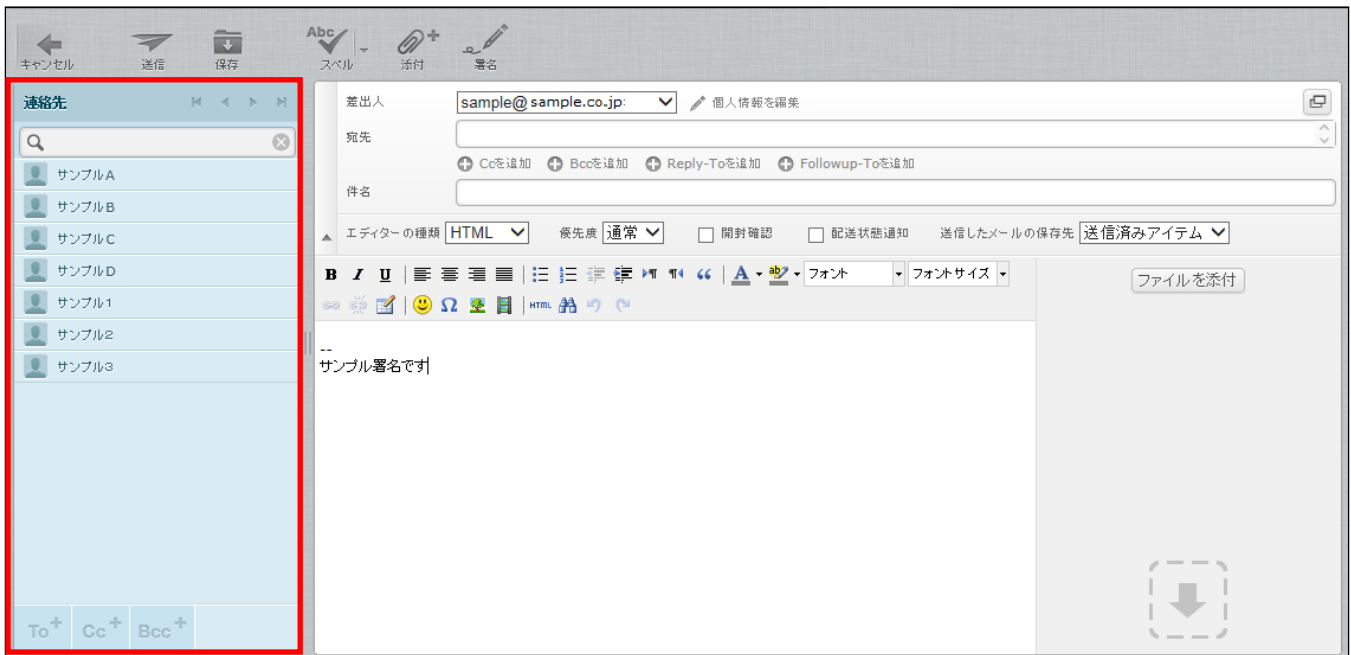 Abc
キャンセル 送信 保存 スペル 添付 署名
連絡先
サンプルA
サンプルB
サンプルC
サンプルD
サンプル1
サンプル2
サンプル3
To+ Cc+ Bcc+
差出人 sample@sample.co.jp: 個人情報を編集
宛先
Ccを追加 Bccを追加 Reply-Toを追加 Followup-Toを追加
件名
エディターの種類 HTML 優先度 通常 開封確認 配送状態通知 送信したメールの保存先 送信済みアイテム
B I U ¶ ¶ “ A ab フォント フォントサイズ
Ω HTML
--
サンプル署名です
ファイルを添付